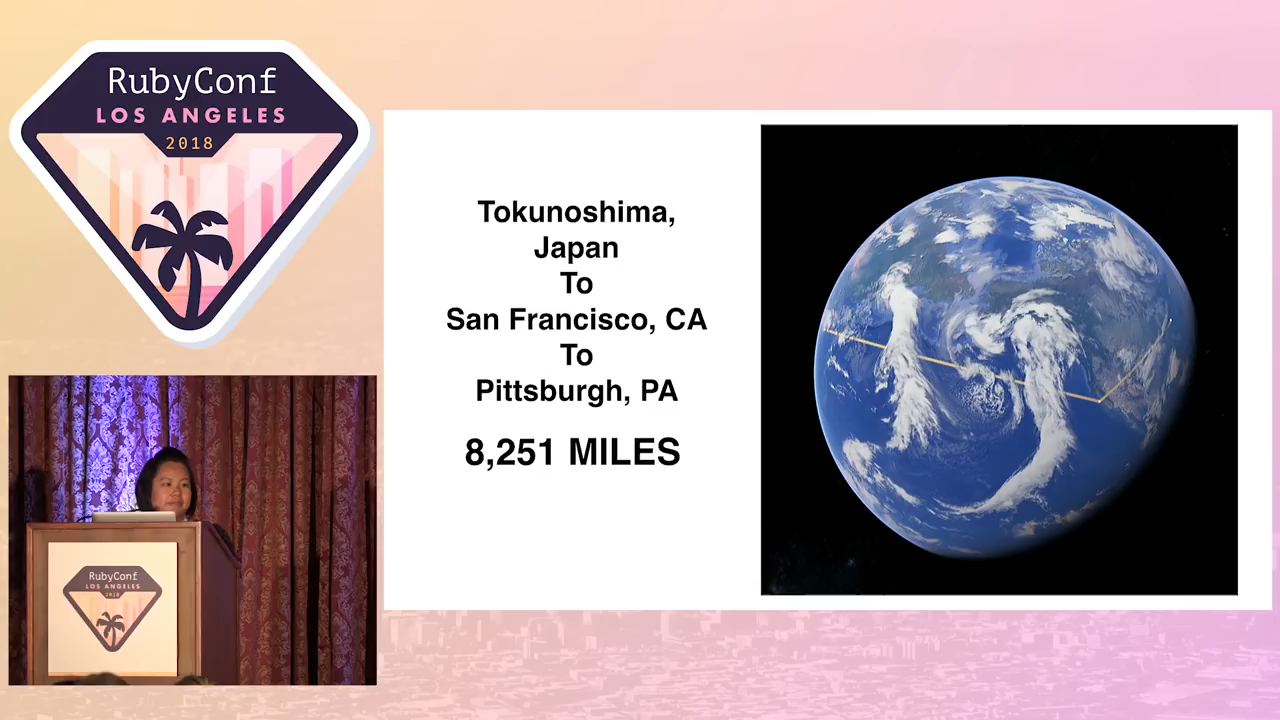 RubyConf
LOS ANGELES
2018
Tokunoshima,
Japan
To
San Francisco, CA
To
Pittsburgh, PA
8,251 MILES
RubyConf
LOS ANGELES
2018